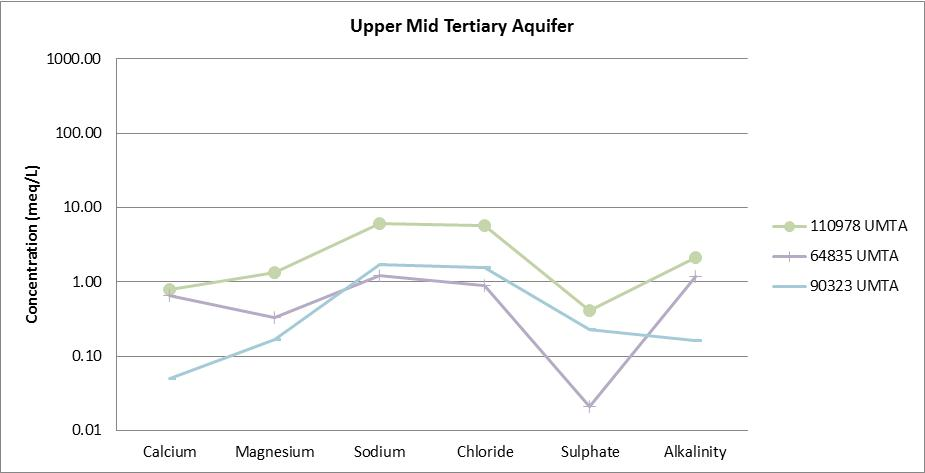 Upper Mid Tertiary Aquifer
1000.00
100.00
10.00
1.00
0.10
0.01
Concentration (meq/L)
Calcium Magnesium Sodium Chloride Sulphate Alkalinity
110978 UMTA
64835 UMTA
90323 UMTA